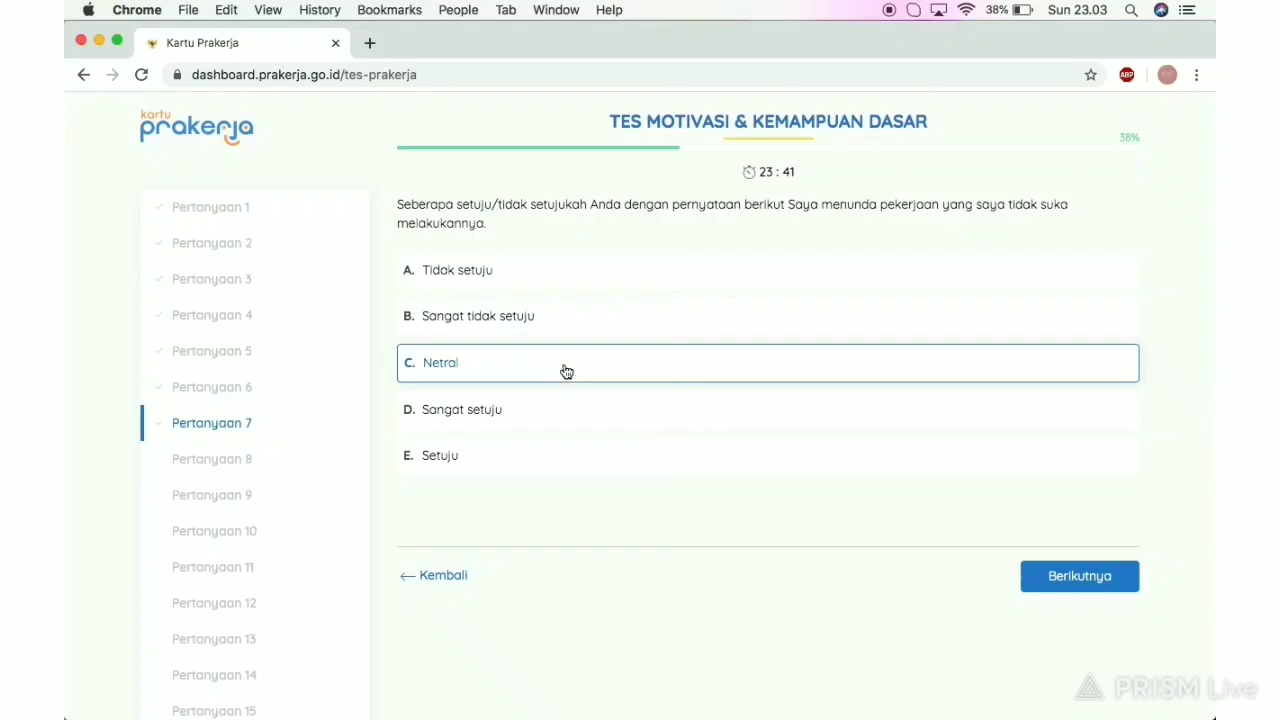 Chrome File Edit View History Bookmarks People Tab Window Help 38% Sun 23.03
Kartu Prakerja
dashboard.prakerja.go.id/tes-prakerja
ABP
kartu
prakerja
TES MOTIVASI & KEMAMPUAN DASAR
38%
23 : 41
Pertanyaan 1
Pertanyaan 2
Pertanyaan 3
Pertanyaan 4
Pertanyaan 5
Pertanyaan 6
Pertanyaan 7
Pertanyaan 8
Pertanyaan 9
Pertanyaan 10
Pertanyaan 11
Pertanyaan 12
Pertanyaan 13
Pertanyaan 14
Pertanyaan 15
Seberapa setuju/tidak setujukah Anda dengan pernyataan berikut Saya menunda pekerjaan yang saya tidak suka
melakukannya.
A. Tidak setuju
B. Sangat tidak setuju
C. Netral
D. Sangat setuju
E. Setuju
← Kembali
Berikutnya
PRISM Live